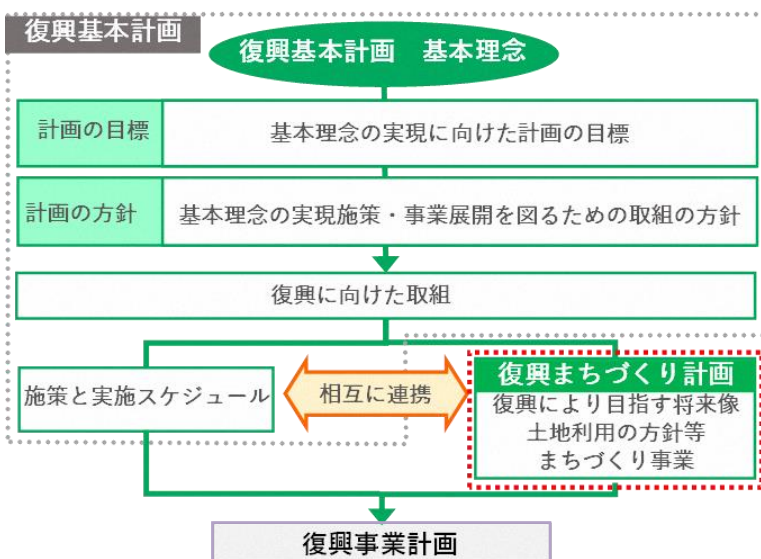 復興基本計画
復興基本計画 基本理念
計画の目標
基本理念の実現に向けた計画の目標
計画の方針
基本理念の実現施策・事業展開を図るための取組の方針
復興に向けた取組
施策と実施スケジュール
相互に連携
復興まちづくり計画
復興により目指す将来像
土地利用の方針等
まちづくり事業
復興事業計画